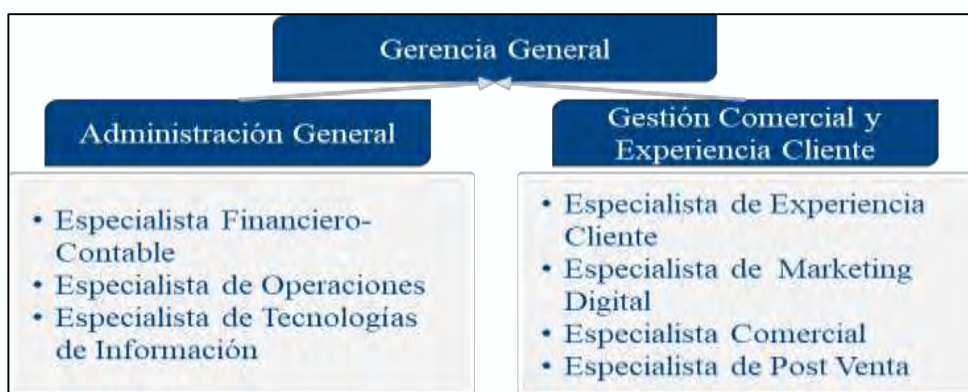 Gerencia General
Administración General
• Especialista Financiero-
Contable
• Especialista de Operaciones
• Especialista de Tecnologías
de Información
Gestión Comercial y
Experiencia Cliente
• Especialista de Experiencia
Cliente
• Especialista de Marketing
Digital
• Especialista Comercial
• Especialista de Post Venta